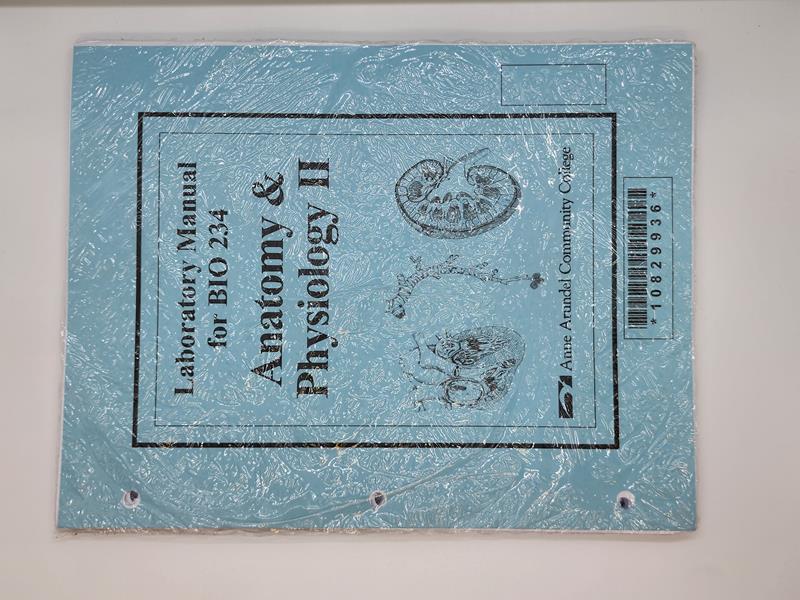 Laboratory Manual
for BIO 234
Anatomy &
Physiology II
Anne Arundel Community College
*10829936*